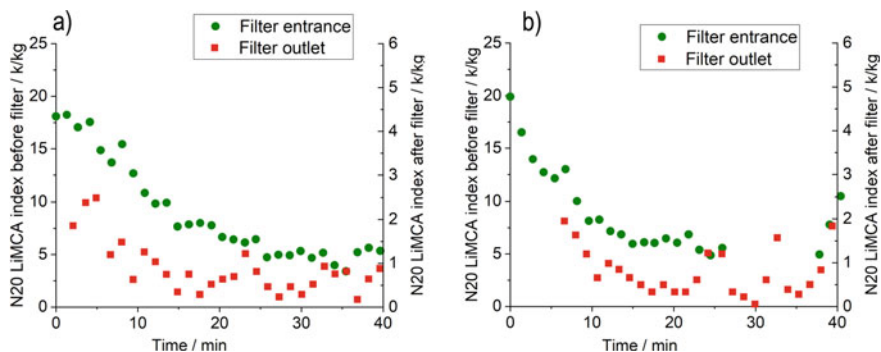 a)
Filter entrance
Filter outlet
N20 LiMCA index before filter / k/kg
25
20
15
10
5
0
N20 LiMCA index after filter / k/kg
6
5
4
3
2
1
0
0 10 20 30 40
Time / min
b)
Filter entrance
Filter outlet
N20 LiMCA index before filter / k/kg
25
20
15
10
5
0
N20 LiMCA index after filter / k/kg
6
5
4
3
2
1
0
0 10 20 30 40
Time / min